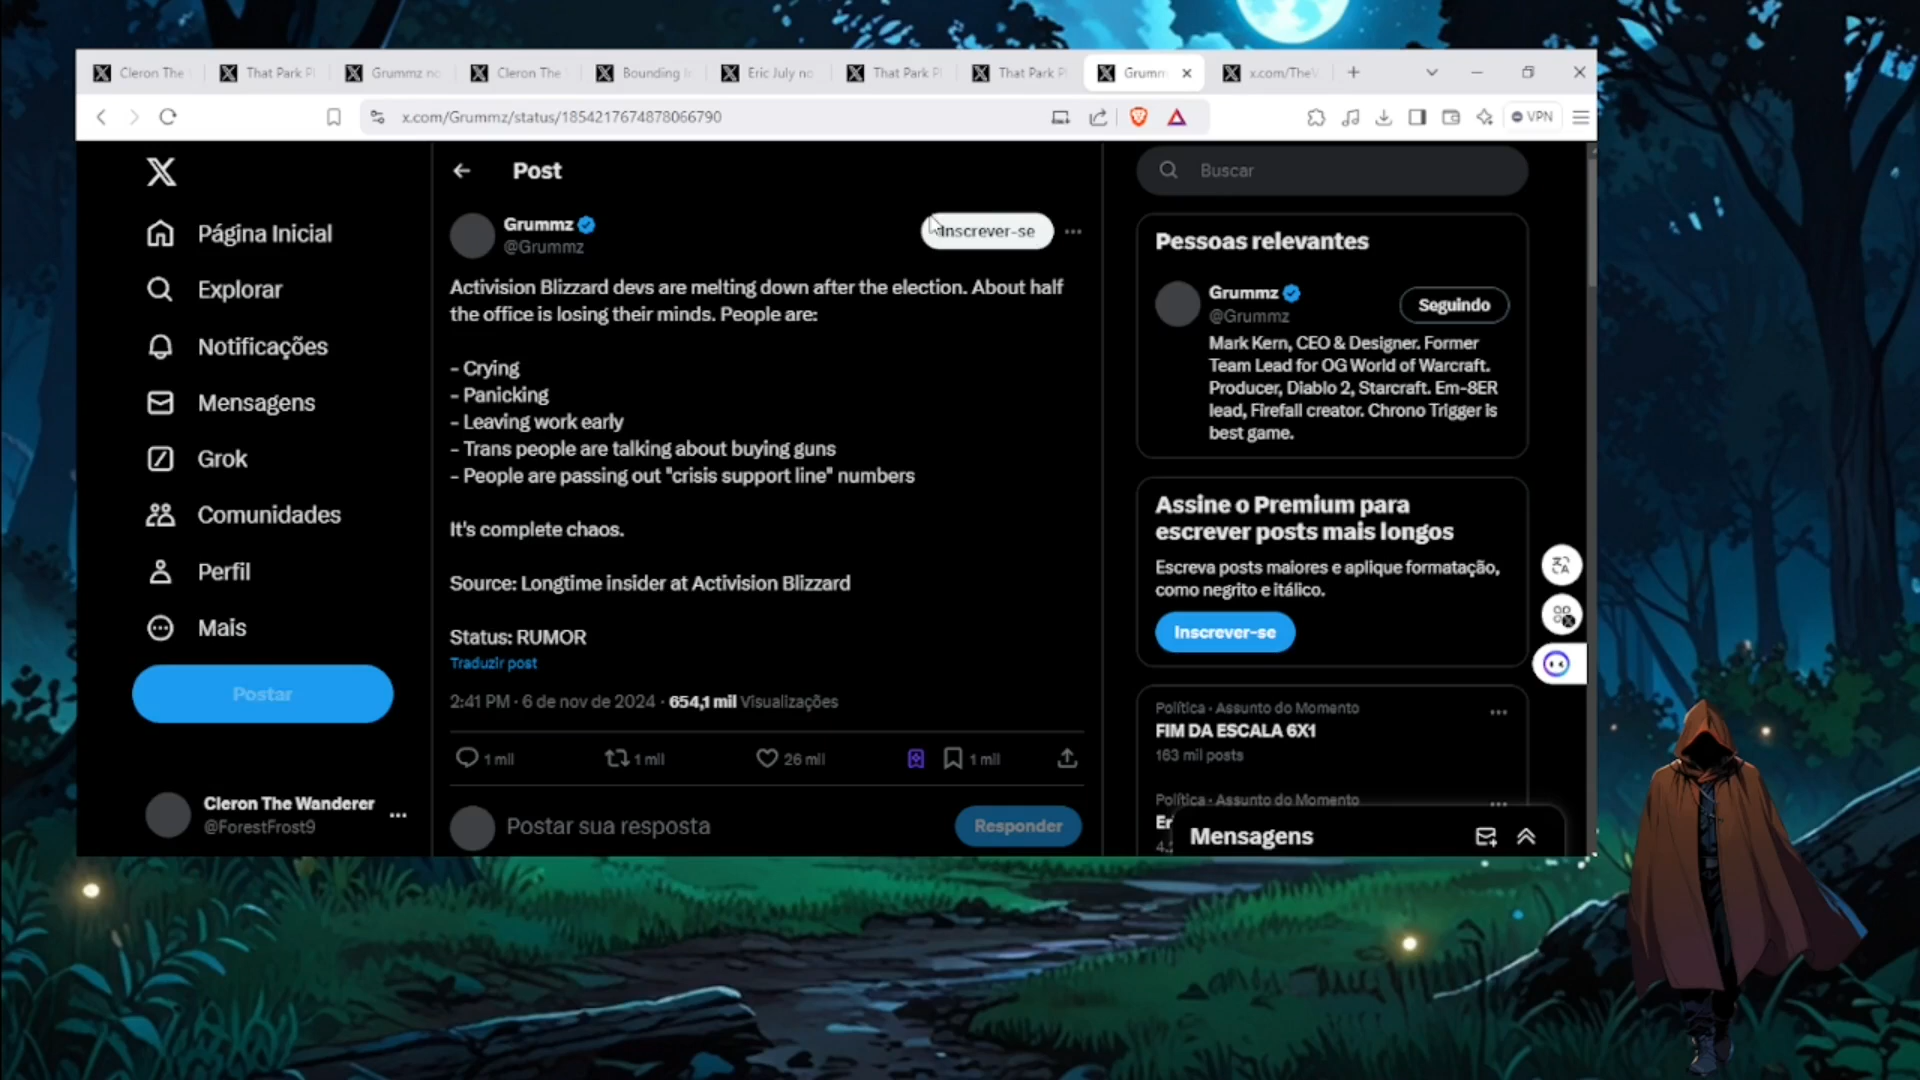 Cleron The
That Park Pl
Grummz no
Cleron The
Bounding
Eric July no
That Park P
That Park P
Grumm
x.com/TheV
x.com/Grummz/status/1854217674878066790
VPN
Página Inicial
Explorar
Notificações
Mensagens
Grok
Comunidades
Perfil
Mais
Postar
Cleron The Wanderer
@ForestFrost9
Post
Grummz
@Grummz
Inscrever-se
Activision Blizzard devs are melting down after the election. About half
the office is losing their minds. People are:
- Crying
- Panicking
- Leaving work early
- Trans people are talking about buying guns
- People are passing out "crisis support line" numbers
It's complete chaos.
Source: Longtime insider at Activision Blizzard
Status: RUMOR
Traduzir post
2:41 PM · 6 de nov de 2024 · 654,1 mil Visualizações
1 mil
1 mil
26 mil
1 mil
Postar sua resposta
Responder
Buscar
Pessoas relevantes
Grummz
@Grummz
Seguindo
Mark Kern, CEO & Designer. Former
Team Lead for OG World of Warcraft.
Producer, Diablo 2, Starcraft. Em-8ER
lead, Firefall creator. Chrono Trigger is
best game.
Assine o Premium para
escrever posts mais longos
Escreva posts maiores e aplique formatação,
como negrito e itálico.
Inscrever-se
Política · Assunto do Momento
FIM DA ESCALA 6X1
163 mil posts
Política · Assunto do Momento
Mensagens